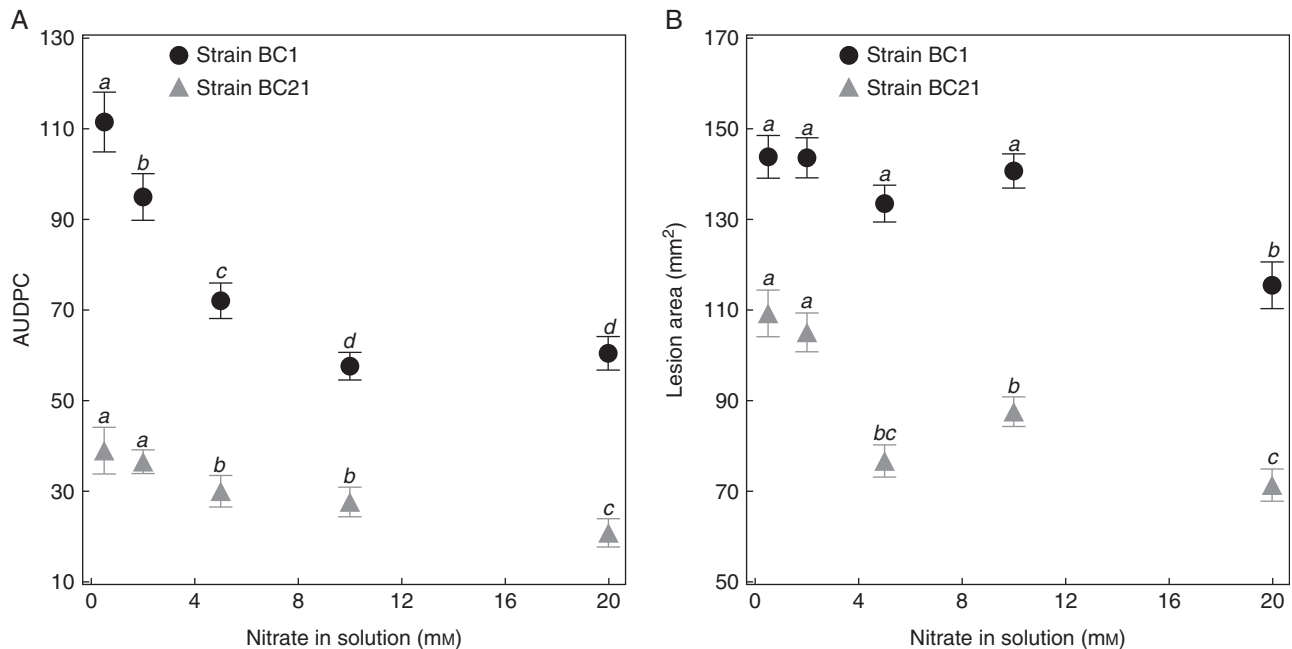 A
130
110
90
70
50
30
10
AUDPC
Strain BC1
Strain BC21
a
b
c
d
d
a
a
b
b
c
0 4 8 12 16 20
Nitrate in solution (mM)
B
170
150
130
110
90
70
50
Lesion area (mm²)
Strain BC1
Strain BC21
a
a
a
a
b
a
a
bc
b
c
0 4 8 12 16 20
Nitrate in solution (mM)